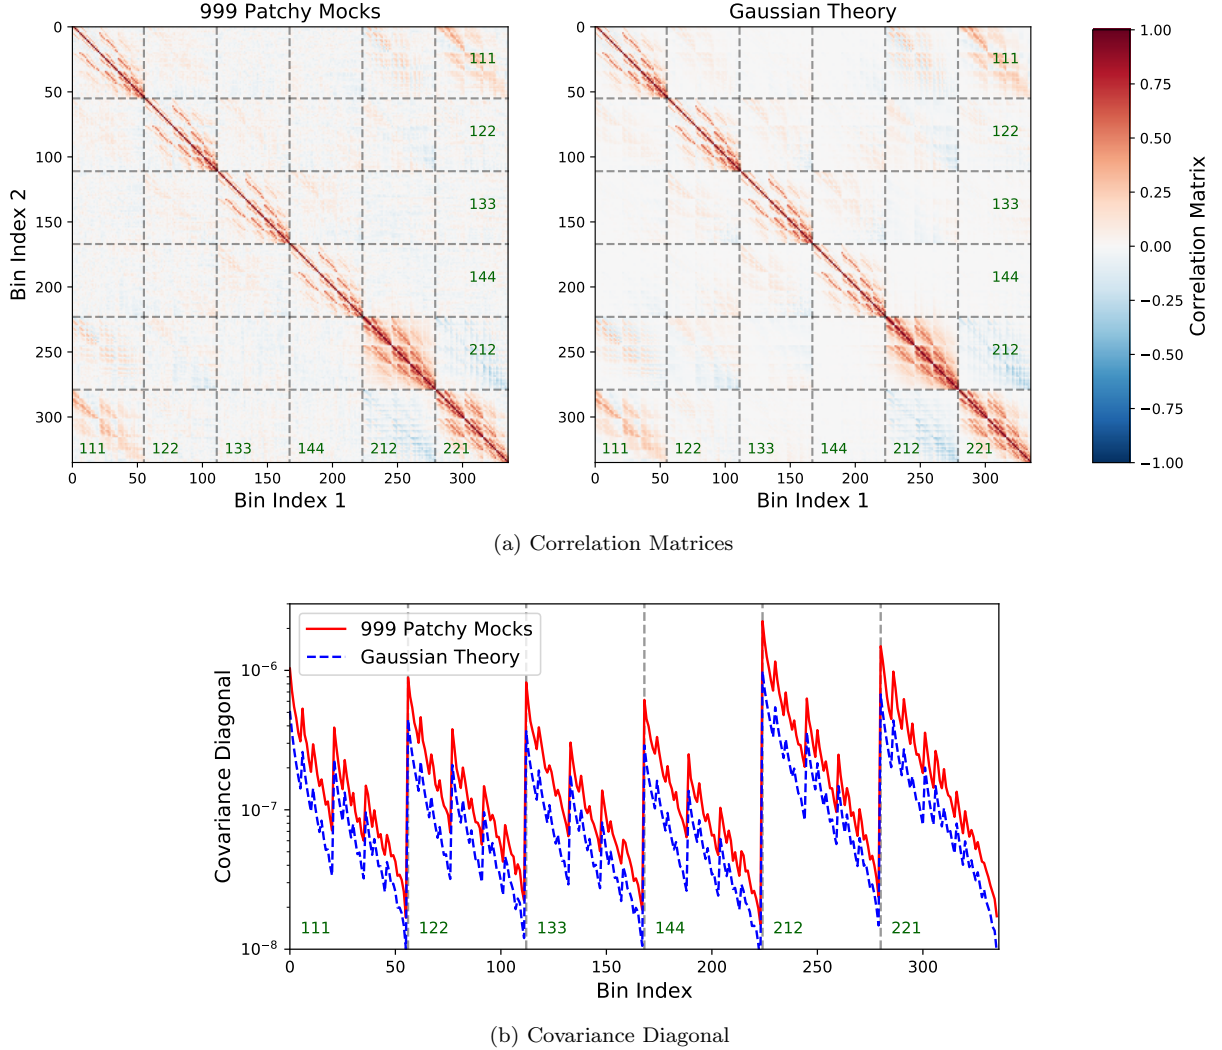 999 Patchy Mocks
Gaussian Theory
0
50
100
150
200
250
300
Bin Index 2
111
122
133
144
212
111 122 133 144 212 221
0 50 100 150 200 250 300
Bin Index 1
111
122
133
144
212
0
50
100
150
200
250
300
111 122 133 144 212 221
0 50 100 150 200 250 300
Bin Index 1
1.00
0.75
0.50
0.25
0.00
−0.25
−0.50
−0.75
−1.00
Correlation Matrix
(a) Correlation Matrices
999 Patchy Mocks
Gaussian Theory
Covariance Diagonal
10⁻⁶
10⁻⁷
10⁻⁸
111 122 133 144 212 221
0 50 100 150 200 250 300
Bin Index
(b) Covariance Diagonal